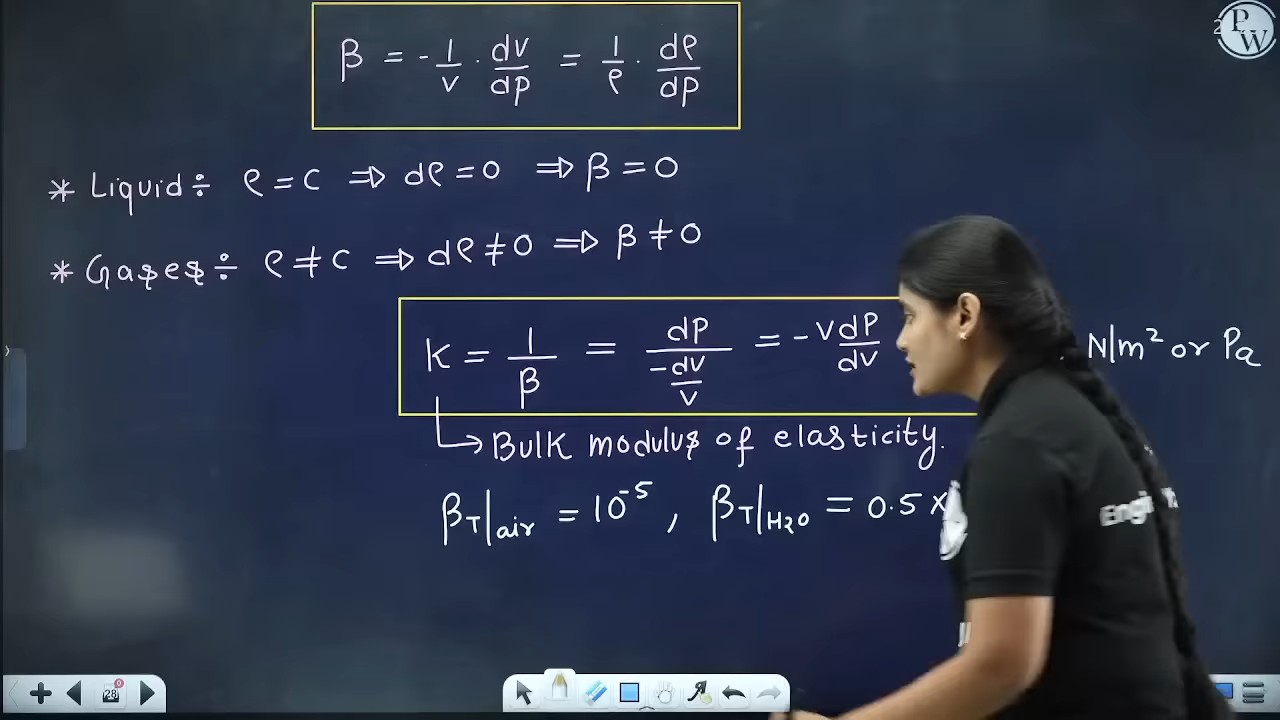 PW
β = -1/v · dv/dp = 1/ρ · dρ/dp
* Liquid÷ ρ = c ⇒ dρ = 0 ⇒ β = 0
* Gases÷ ρ ≠ c ⇒ dρ ≠ 0 ⇒ β ≠ 0
K = 1/β = dP/(-dv/v) = -v dP/dv N/m² or Pa
↳ Bulk modulus of elasticity.
β_T|air = 10⁻⁵, β_T|H₂O = 0.5 ×
28